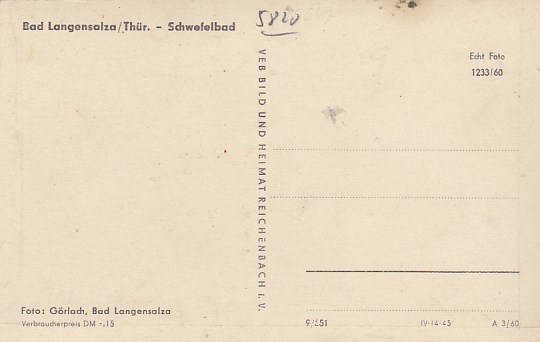 Bad Langensalza/Thür. – Schwefelbad
5820
VEB BILD UND HEIMAT REICHENBACH i. V.
Echt Foto
1233/60
Foto: Görlach, Bad Langensalza
Verbraucherpreis DM -.15
IV-14-45
A 3/60